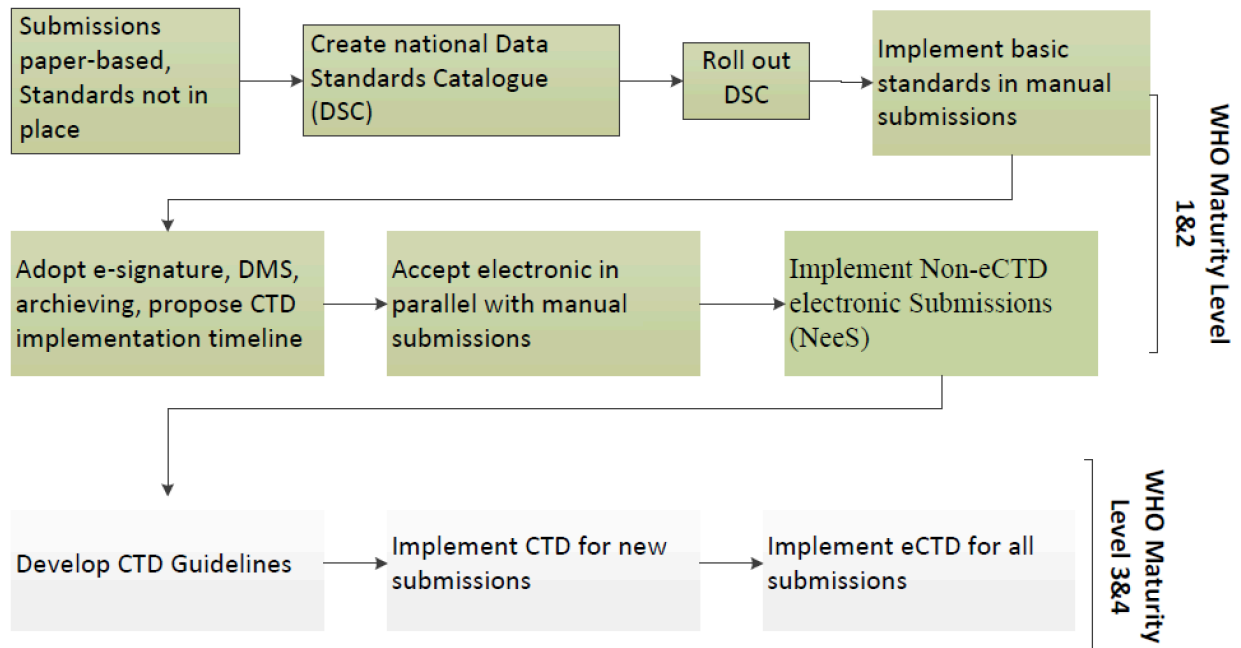 Submissions
paper-based,
Standards not in
place
Create national Data
Standards Catalogue
(DSC)
Roll out
DSC
Implement basic
standards in manual
submissions
WHO Maturity Level
1&2
Adopt e-signature, DMS,
archieving, propose CTD
implementation timeline
Accept electronic in
parallel with manual
submissions
Implement Non-eCTD
electronic Submissions
(NeeS)
Develop CTD Guidelines
Implement CTD for new
submissions
Implement eCTD for all
submissions
WHO Maturity
Level 3&4